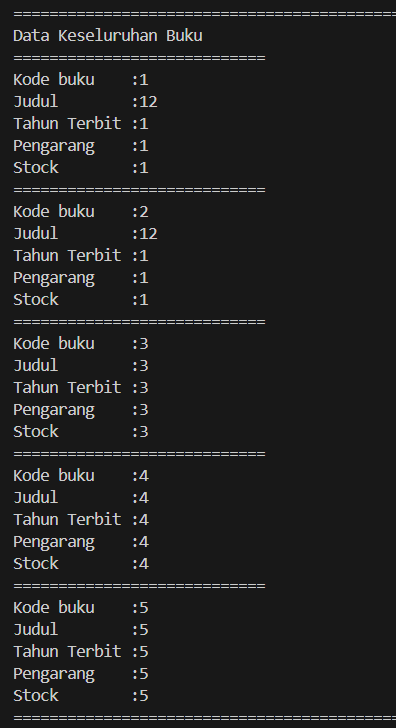 ============================================
Data Keseluruhan Buku
============================
Kode buku    :1
Judul        :12
Tahun Terbit :1
Pengarang    :1
Stock        :1
============================
Kode buku    :2
Judul        :12
Tahun Terbit :1
Pengarang    :1
Stock        :1
============================
Kode buku    :3
Judul        :3
Tahun Terbit :3
Pengarang    :3
Stock        :3
============================
Kode buku    :4
Judul        :4
Tahun Terbit :4
Pengarang    :4
Stock        :4
============================
Kode buku    :5
Judul        :5
Tahun Terbit :5
Pengarang    :5
Stock        :5
============================================